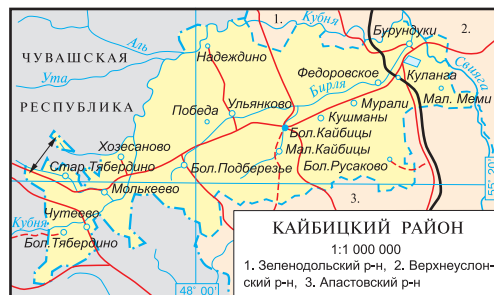 1.
Кубня
Бурундуки
2.
Аль
ЧУВАШСКАЯ
Надеждино
Свияга
Ута
Федоровское
Куланга
Бирля
РЕСПУБЛИКА
Ульянково
Мурали
Мал. Меми
Победа
Кушманы
Бол.Кайбицы
Хозесаново
Мал.Кайбицы
Стар.Тябердино
Бол.Подберезье
Бол.Русаково
55°20'
Молькеево
3.
Чутеево
Кубня
Бол.Тябердино
КАЙБИЦКИЙ РАЙОН
1:1 000 000
1. Зеленодольский р-н, 2. Верхнеуслон-
ский р-н, 3. Апастовский р-н
48°00'